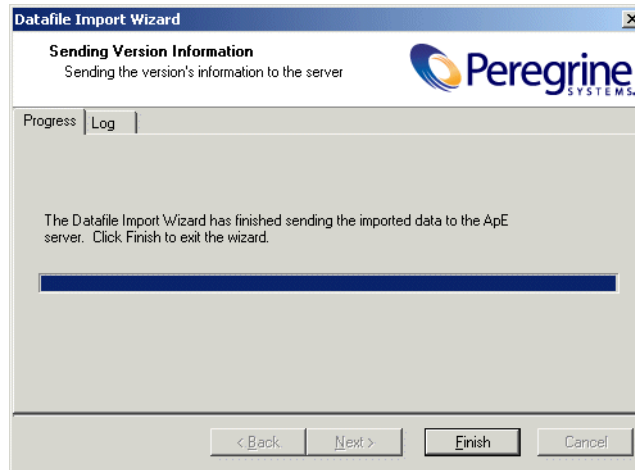 Datafile Import Wizard
Sending Version Information
Sending the version's information to the server
Peregrine
SYSTEMS
Progress
Log
The Datafile Import Wizard has finished sending the imported data to the ApE
server. Click Finish to exit the wizard.
< Back
Next >
Finish
Cancel